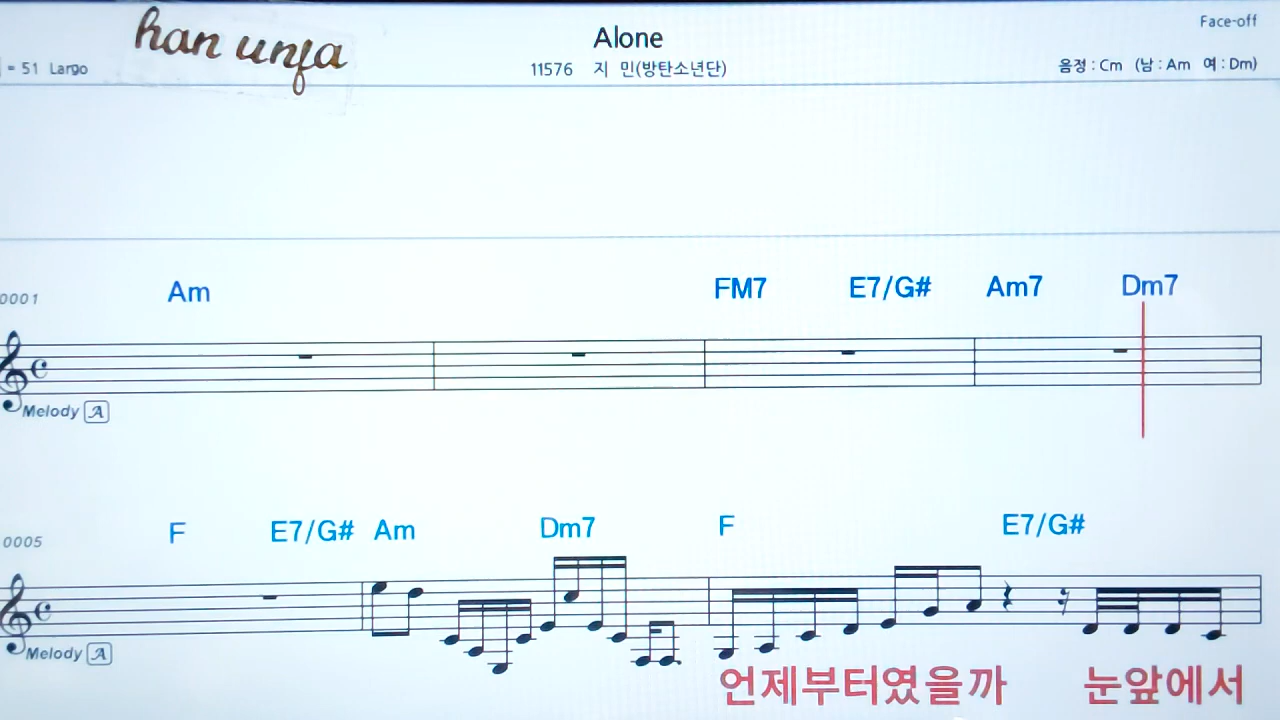 han unfa
Alone
Face-off
= 51 Largo
11576 지 민(방탄소년단)
음정 : Cm (남 : Am 여 : Dm)
0001 Am FM7 E7/G# Am7 Dm7
Melody A
0005 F E7/G# Am Dm7 F E7/G#
Melody A
언제부터였을까 눈앞에서